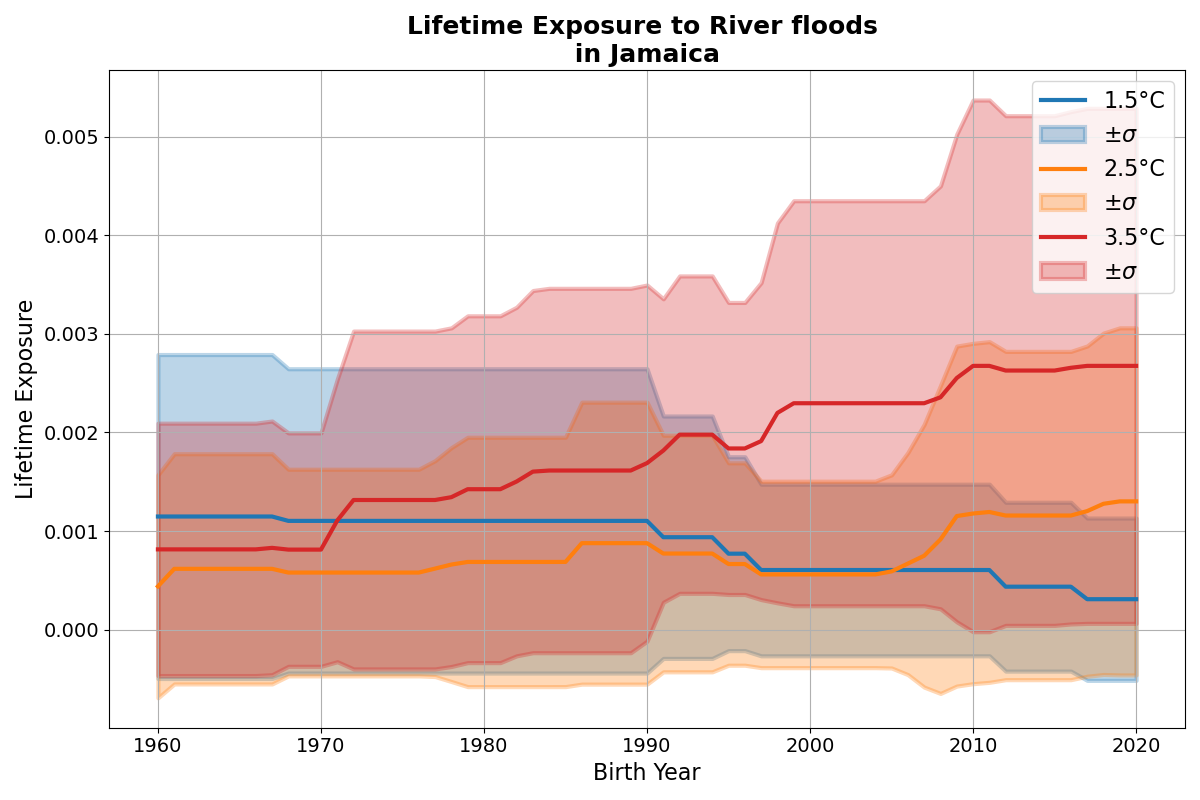 Lifetime Exposure to River floods
in Jamaica
Lifetime Exposure
0.005
0.004
0.003
0.002
0.001
0.000
1.5°C
±σ
2.5°C
±σ
3.5°C
±σ
1960 1970 1980 1990 2000 2010 2020
Birth Year